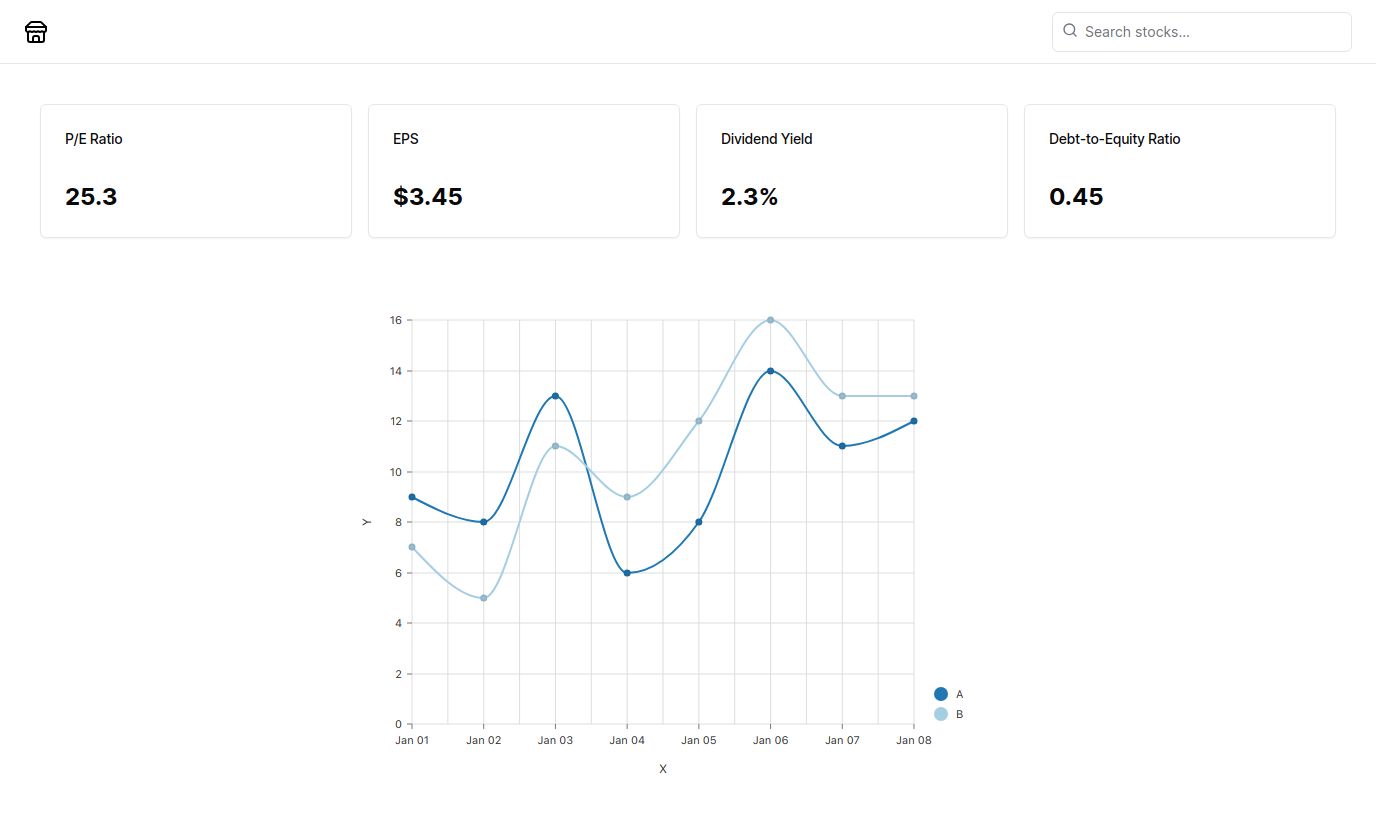 Search stocks...
P/E Ratio
25.3
EPS
$3.45
Dividend Yield
2.3%
Debt-to-Equity Ratio
0.45
16
14
12
10
8
6
4
2
0
Y
Jan 01 Jan 02 Jan 03 Jan 04 Jan 05 Jan 06 Jan 07 Jan 08
X
A
B